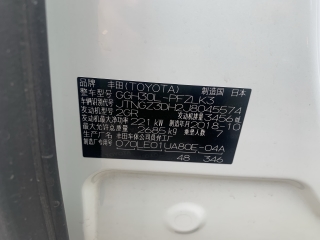 品牌 丰田(TOYOTA) 制造国 日本
整车型号 GGH30L-PFZLK3
车辆识别代号 JTNGZ3DH2J8045574
发动机型号 2GR 发动机排量 3456 mL
发动机最大净功率 221 kW 制造年月 2018-10
最大允许总质量 2685 kg 乘坐人数 7
生产厂名 丰田车体公司
070LE01UA80E-04A
48 346